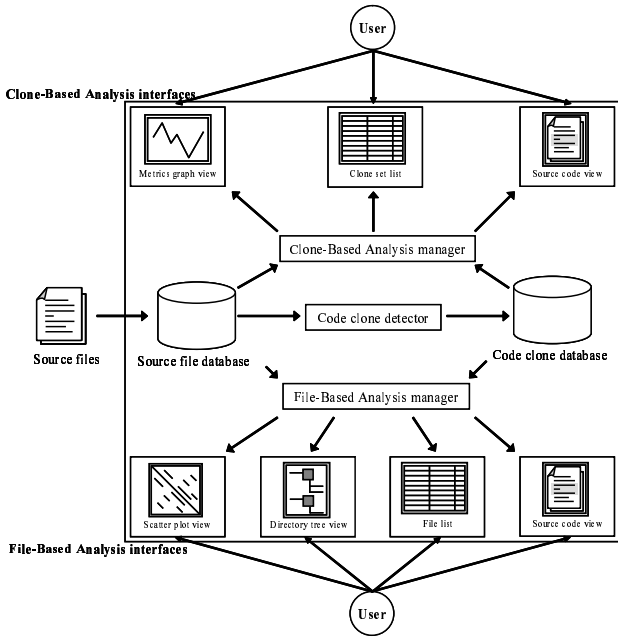 User
Clone-Based Analysis interfaces
Metrics graph view
Clone set list
Source code view
Clone-Based Analysis manager
Code clone detector
Source files
Source file database
Code clone database
File-Based Analysis manager
Scatter plot view
Directory tree view
File list
Source code view
File-Based Analysis interfaces
User